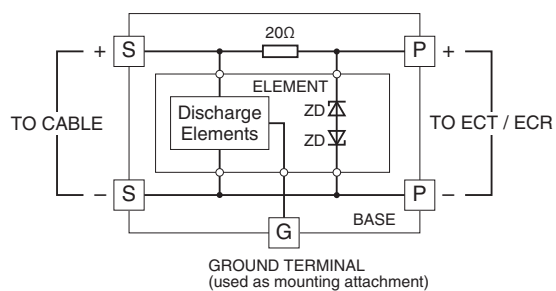 20Ω
+ S P +
ELEMENT
Discharge
Elements
ZD
ZD
TO CABLE
TO ECT / ECR
− S P −
BASE
G
GROUND TERMINAL
(used as mounting attachment)